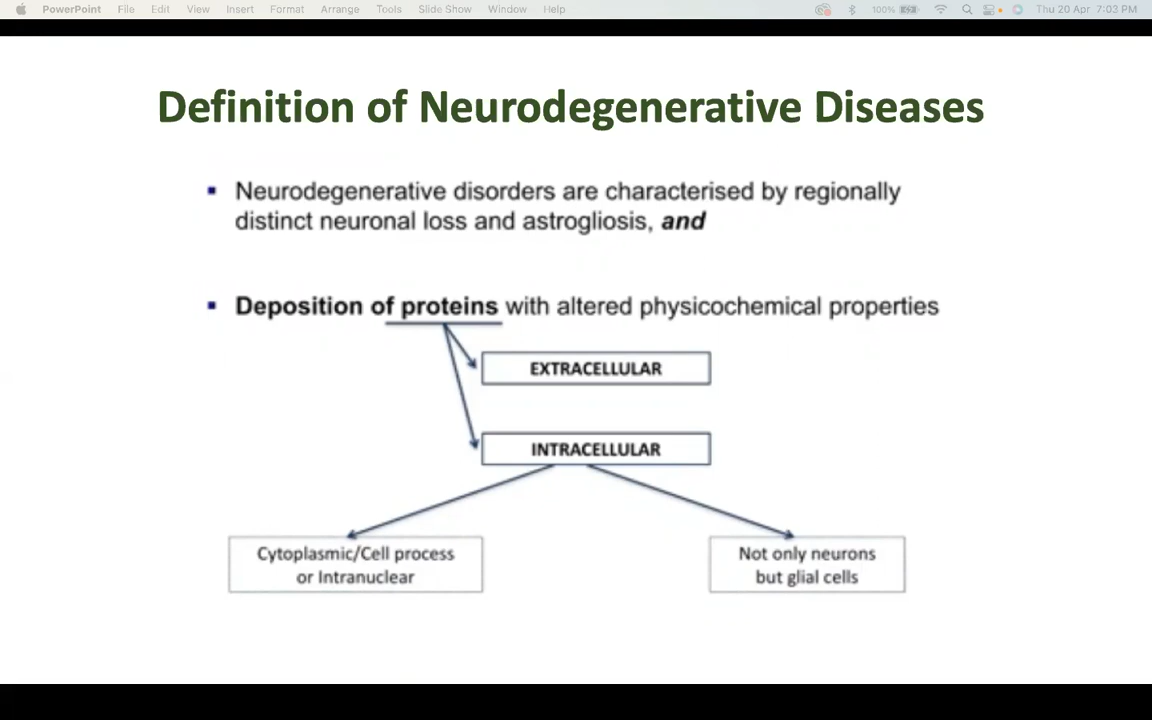 PowerPoint File Edit View Insert Format Arrange Tools Slide Show Window Help 100% Thu 20 Apr 7:03 PM
Definition of Neurodegenerative Diseases
Neurodegenerative disorders are characterised by regionally
distinct neuronal loss and astrogliosis, and
Deposition of proteins with altered physicochemical properties
EXTRACELLULAR
INTRACELLULAR
Cytoplasmic/Cell process
or Intranuclear
Not only neurons
but glial cells